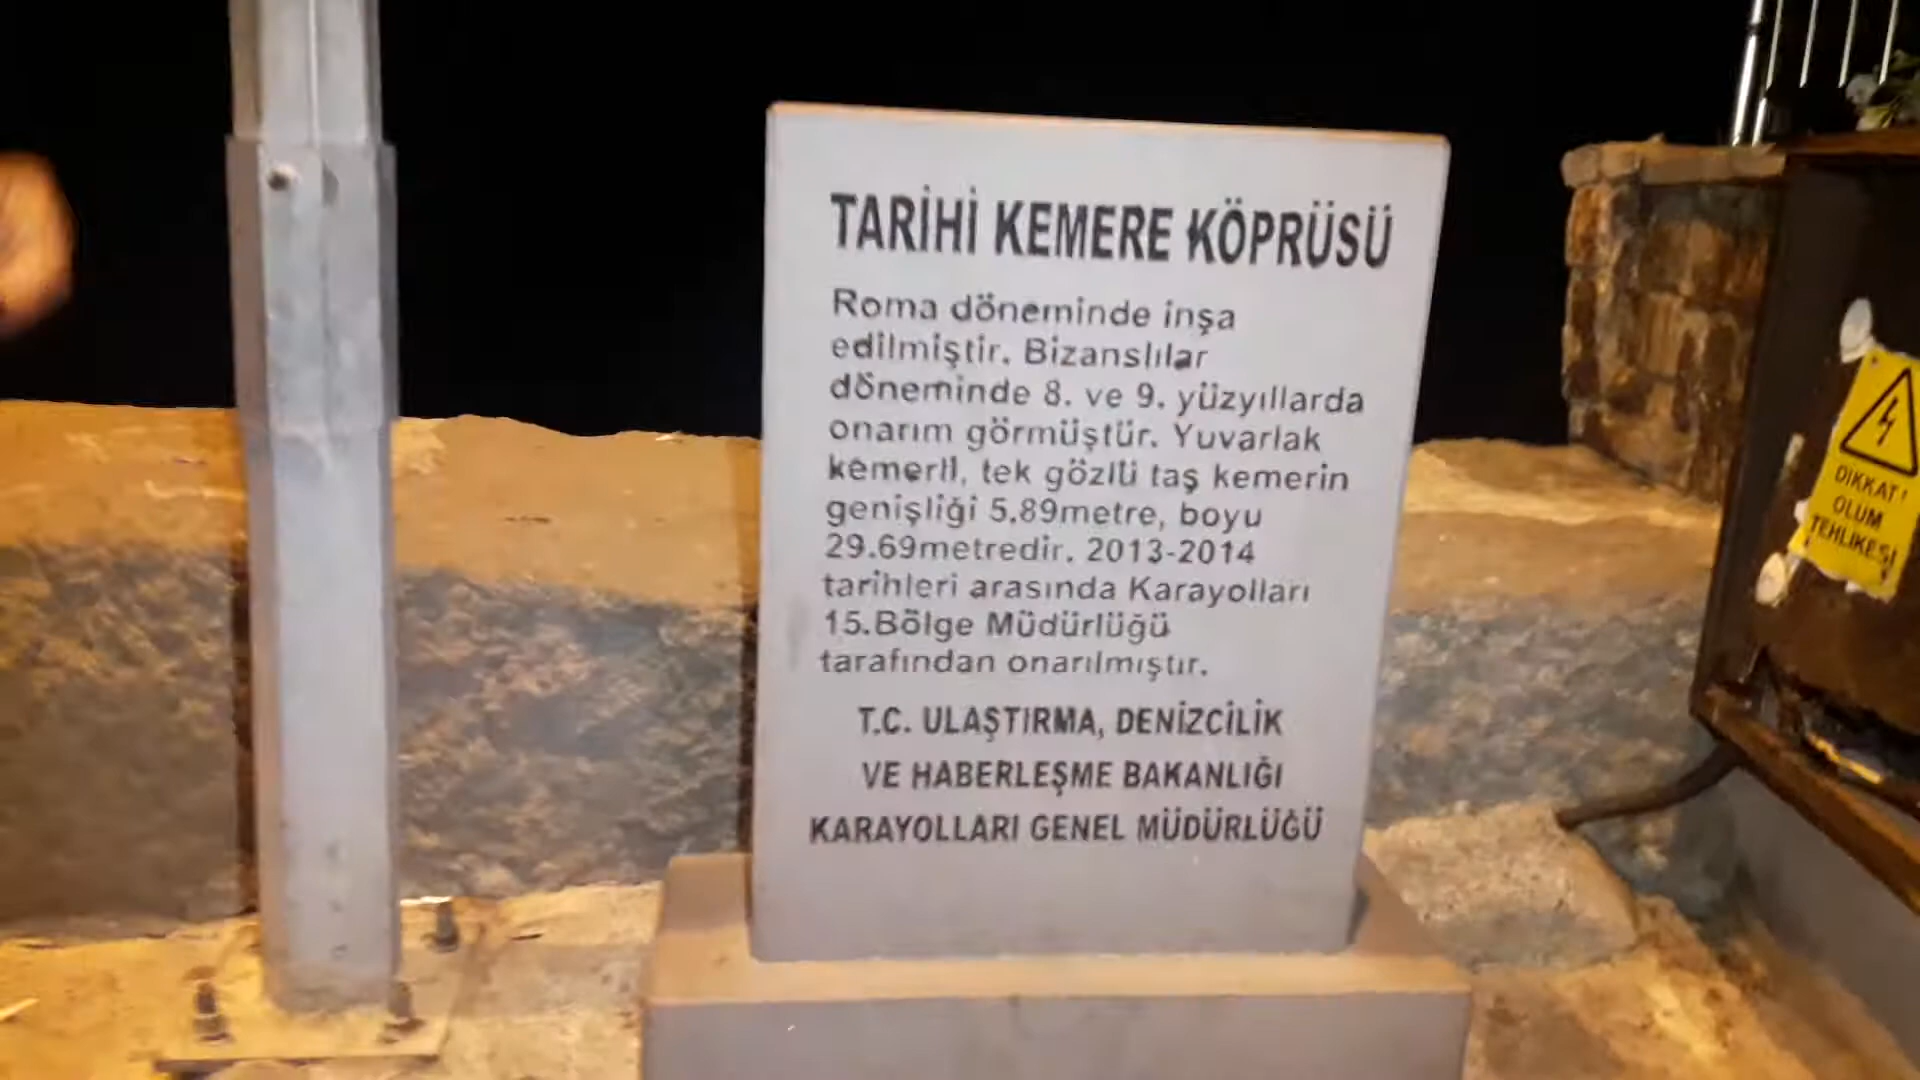 TARİHİ KEMERE KÖPRÜSÜ
Roma döneminde inşa
edilmiştir. Bizanslılar
döneminde 8. ve 9. yüzyıllarda
onarım görmüştür. Yuvarlak
kemerli, tek gözlü taş kemerin
genişliği 5.89metre, boyu
29.69metredir. 2013-2014
tarihleri arasında Karayolları
15.Bölge Müdürlüğü
tarafından onarılmıştır.
T.C. ULAŞTIRMA, DENİZCİLİK
VE HABERLEŞME BAKANLIĞI
KARAYOLLARI GENEL MÜDÜRLÜĞÜ
DİKKAT!
ÖLÜM
TEHLİKESİ